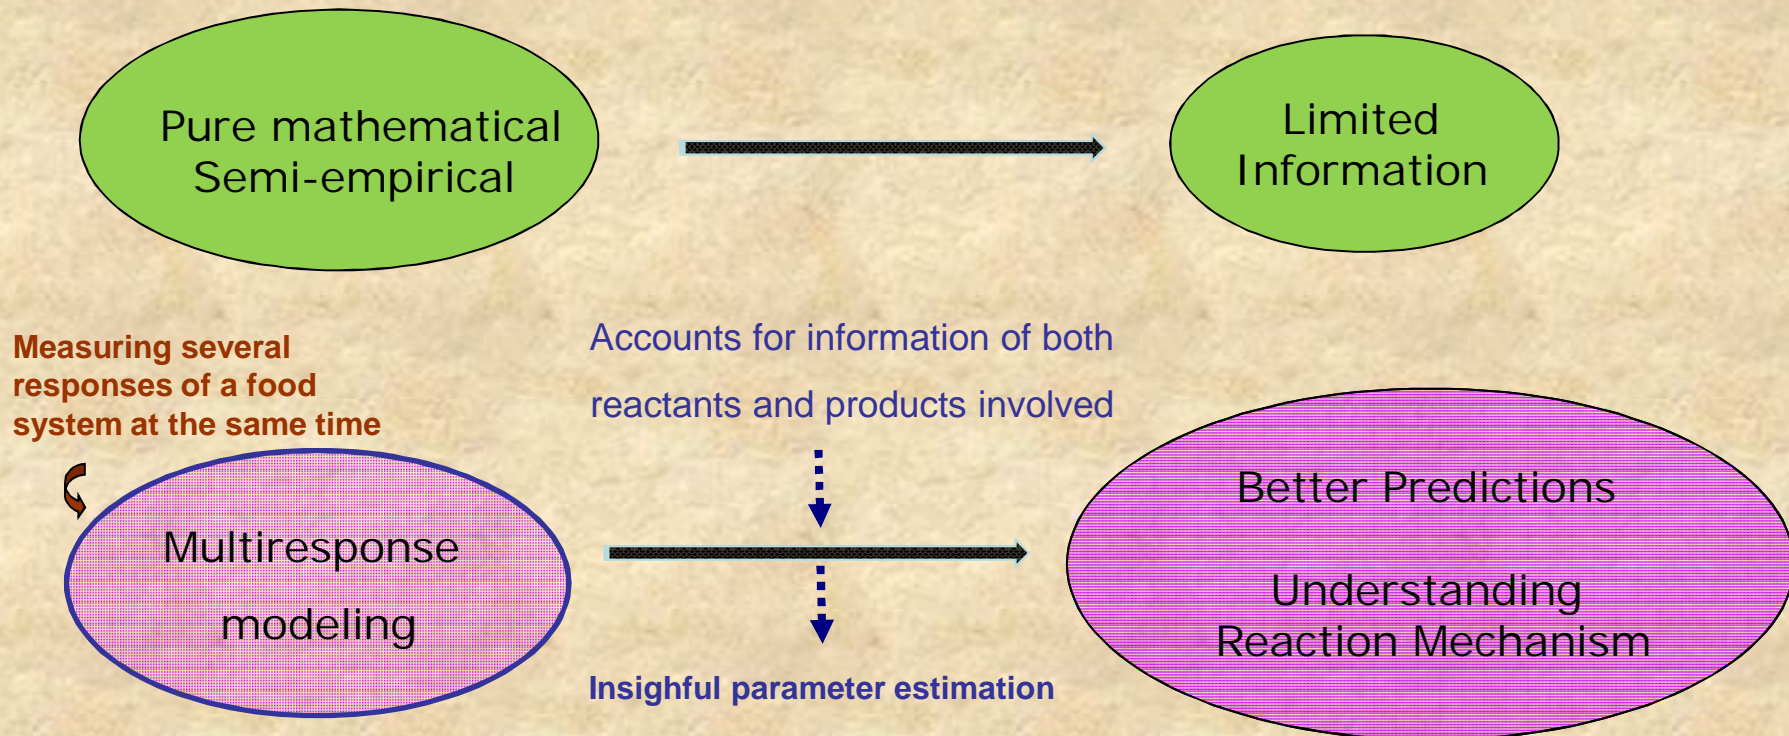 Pure mathematical
Semi-empirical
Limited
Information
Measuring several
responses of a food
system at the same time
Accounts for information of both
reactants and products involved
Multiresponse
modeling
Better Predictions
Understanding
Reaction Mechanism
Insighful parameter estimation